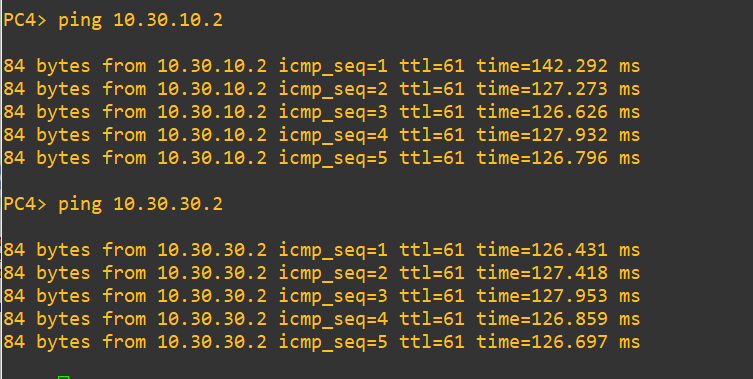 PC4> ping 10.30.10.2
84 bytes from 10.30.10.2 icmp_seq=1 ttl=61 time=142.292 ms
84 bytes from 10.30.10.2 icmp_seq=2 ttl=61 time=127.273 ms
84 bytes from 10.30.10.2 icmp_seq=3 ttl=61 time=126.626 ms
84 bytes from 10.30.10.2 icmp_seq=4 ttl=61 time=127.932 ms
84 bytes from 10.30.10.2 icmp_seq=5 ttl=61 time=126.796 ms
PC4> ping 10.30.30.2
84 bytes from 10.30.30.2 icmp_seq=1 ttl=61 time=126.431 ms
84 bytes from 10.30.30.2 icmp_seq=2 ttl=61 time=127.418 ms
84 bytes from 10.30.30.2 icmp_seq=3 ttl=61 time=127.953 ms
84 bytes from 10.30.30.2 icmp_seq=4 ttl=61 time=126.859 ms
84 bytes from 10.30.30.2 icmp_seq=5 ttl=61 time=126.697 ms